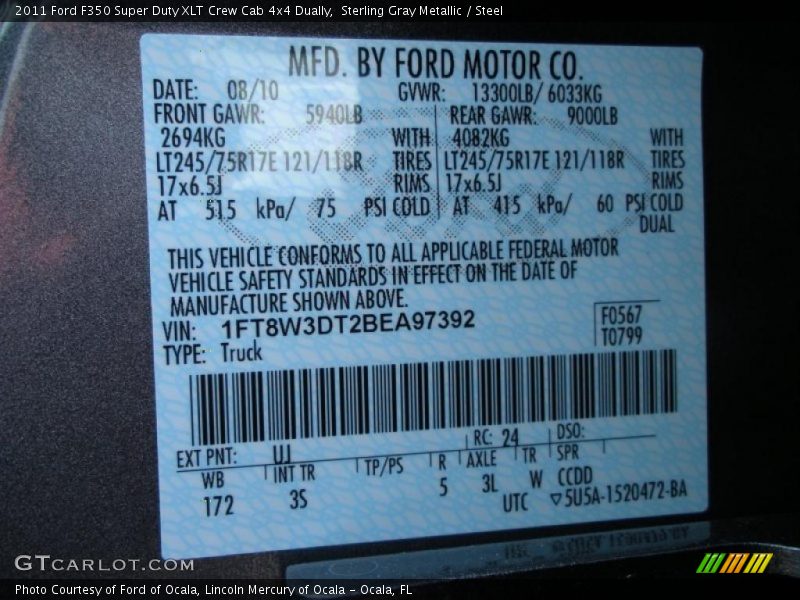 2011 Ford F350 Super Duty XLT Crew Cab 4x4 Dually, Sterling Gray Metallic / Steel
MFD. BY FORD MOTOR CO.
DATE: 08/10 GVWR: 13300LB/ 6033KG
FRONT GAWR: 5940LB REAR GAWR: 9000LB
2694KG WITH 4082KG WITH
LT245/75R17E 121/118R TIRES LT245/75R17E 121/118R TIRES
17x6.5J RIMS 17x6.5J RIMS
AT 515 kPa/ 75 PSI COLD AT 415 kPa/ 60 PSI COLD
DUAL
THIS VEHICLE CONFORMS TO ALL APPLICABLE FEDERAL MOTOR
VEHICLE SAFETY STANDARDS IN EFFECT ON THE DATE OF
MANUFACTURE SHOWN ABOVE.
VIN: 1FT8W3DT2BEA97392 F0567
TYPE: Truck T0799
EXT PNT: UJ RC: 24 DSO:
WB INT TR TP/PS R AXLE TR SPR
172 3S 5 3L W CCDD
UTC ▽5U5A-1520472-BA
GTCARLOT.COM
Photo Courtesy of Ford of Ocala, Lincoln Mercury of Ocala - Ocala, FL